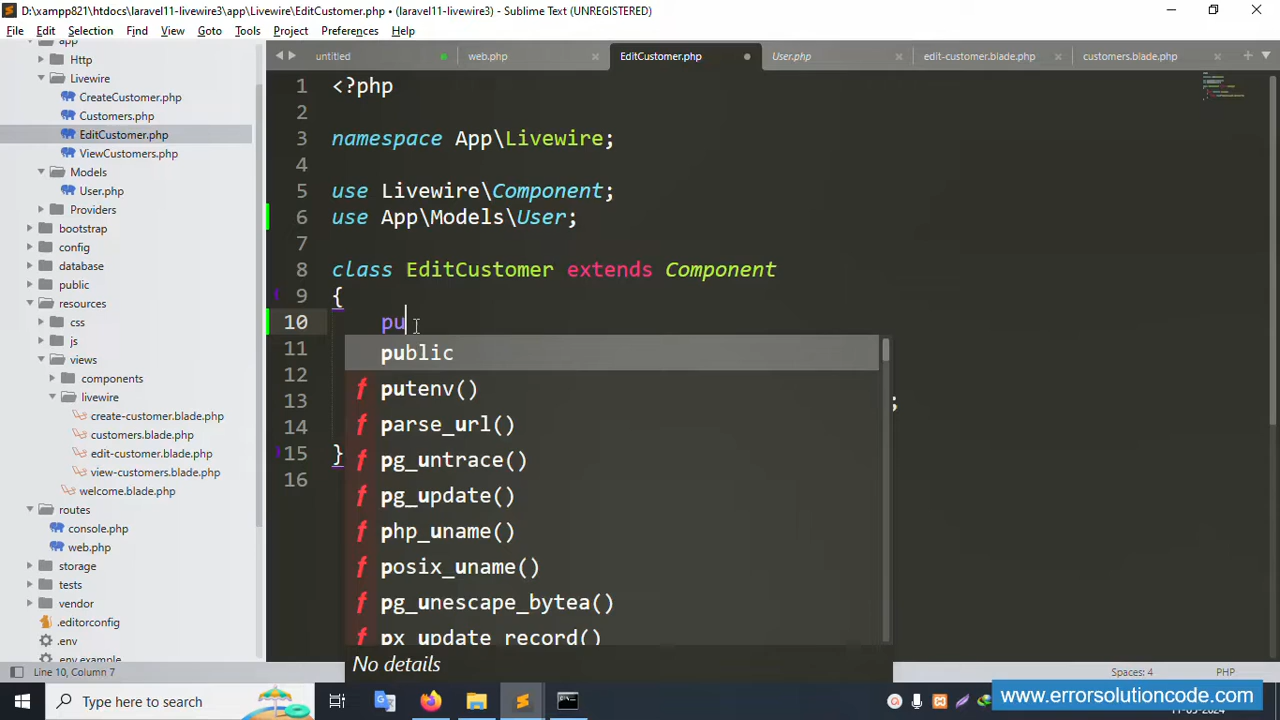 D:\xampp821\htdocs\laravel11-livewire3\app\Livewire\EditCustomer.php • (laravel11-livewire3) - Sublime Text (UNREGISTERED)
File Edit Selection Find View Goto Tools Project Preferences Help
untitled web.php EditCustomer.php User.php edit-customer.blade.php customers.blade.php
app
Http
Livewire
CreateCustomer.php
Customers.php
EditCustomer.php
ViewCustomers.php
Models
User.php
Providers
bootstrap
config
database
public
resources
css
js
views
components
livewire
create-customer.blade.php
customers.blade.php
edit-customer.blade.php
view-customers.blade.php
welcome.blade.php
routes
console.php
web.php
storage
tests
vendor
.editorconfig
.env
.env.example
1 <?php
2
3 namespace App\Livewire;
4
5 use Livewire\Component;
6 use App\Models\User;
7
8 class EditCustomer extends Component
9 {
10 pu
11
12
13 ;
14
15 }
16
public
f putenv()
f parse_url()
f pg_untrace()
f pg_update()
f php_uname()
f posix_uname()
f pg_unescape_bytea()
f px_update_record()
No details
Line 10, Column 7
Spaces: 4 PHP
Type here to search
www.errorsolutioncode.com